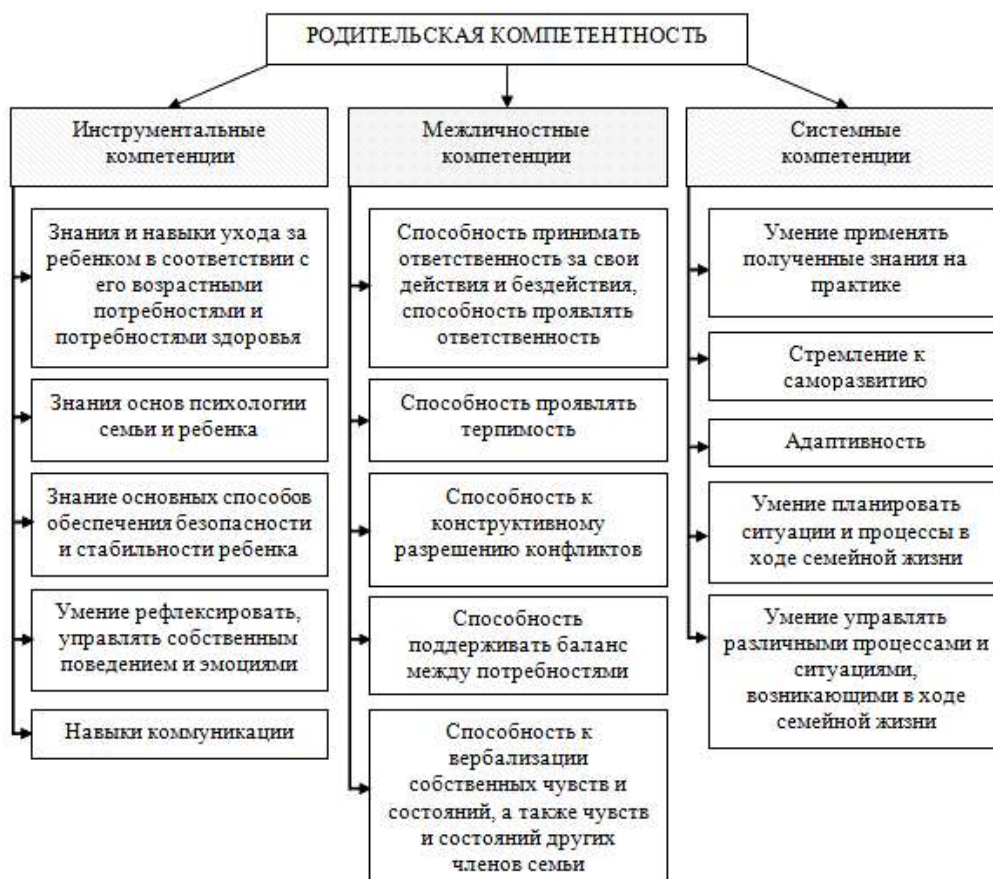 РОДИТЕЛЬСКАЯ КОМПЕТЕНТНОСТЬ
Инструментальные
компетенции
Знания и навыки ухода за
ребенком в соответствии с
его возрастными
потребностями и
потребностями здоровья
Знания основ психологии
семьи и ребенка
Знание основных способов
обеспечения безопасности
и стабильности ребенка
Умение рефлексировать,
управлять собственным
поведением и эмоциями
Навыки коммуникации
Межличностные
компетенции
Способность принимать
ответственность за свои
действия и бездействия,
способность проявлять
ответственность
Способность проявлять
терпимость
Способность к
конструктивному
разрешению конфликтов
Способность
поддерживать баланс
между потребностями
Способность к
вербализации
собственных чувств и
состояний, а также чувств
и состояний других
членов семьи
Системные
компетенции
Умение применять
полученные знания на
практике
Стремление к
саморазвитию
Адаптивность
Умение планировать
ситуации и процессы в
ходе семейной жизни
Умение управлять
различными процессами и
ситуациями,
возникающими в ходе
семейной жизни